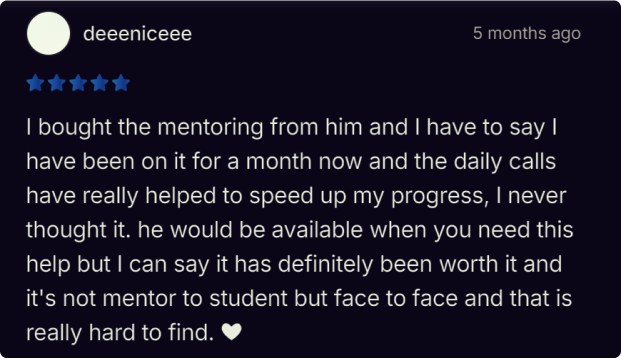 deeeniceee
5 months ago
I bought the mentoring from him and I have to say I
have been on it for a month now and the daily calls
have really helped to speed up my progress, I never
thought it. he would be available when you need this
help but I can say it has definitely been worth it and
it's not mentor to student but face to face and that is
really hard to find. 🤍